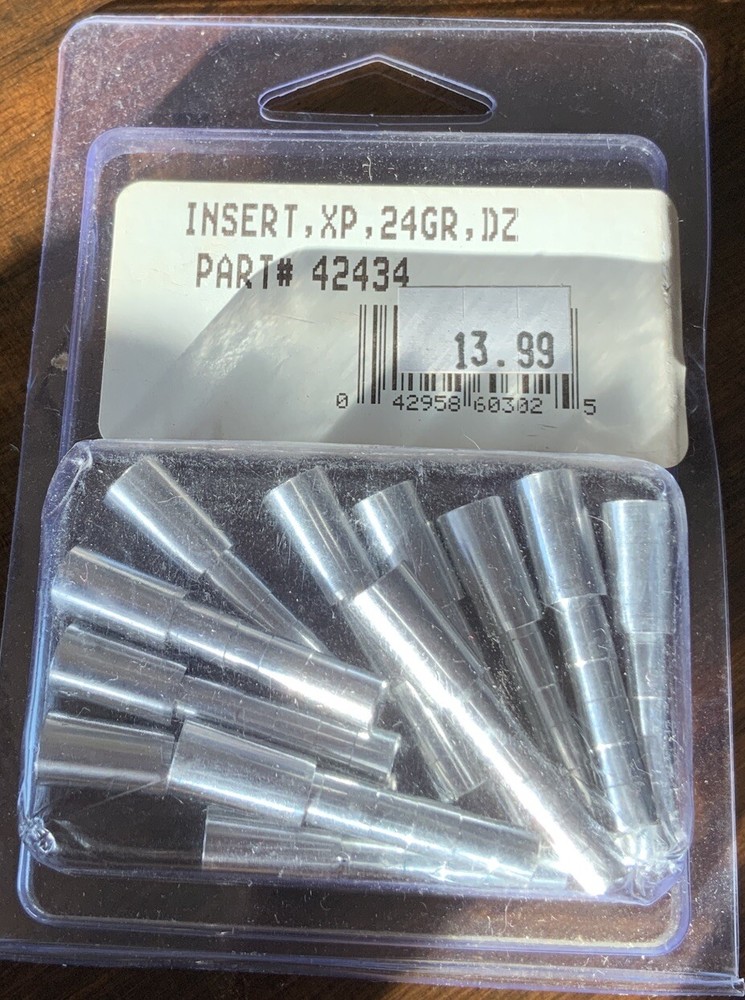 INSERT,XP,24GR,DZ
PART# 42434
13.99
0 42958 60302 5